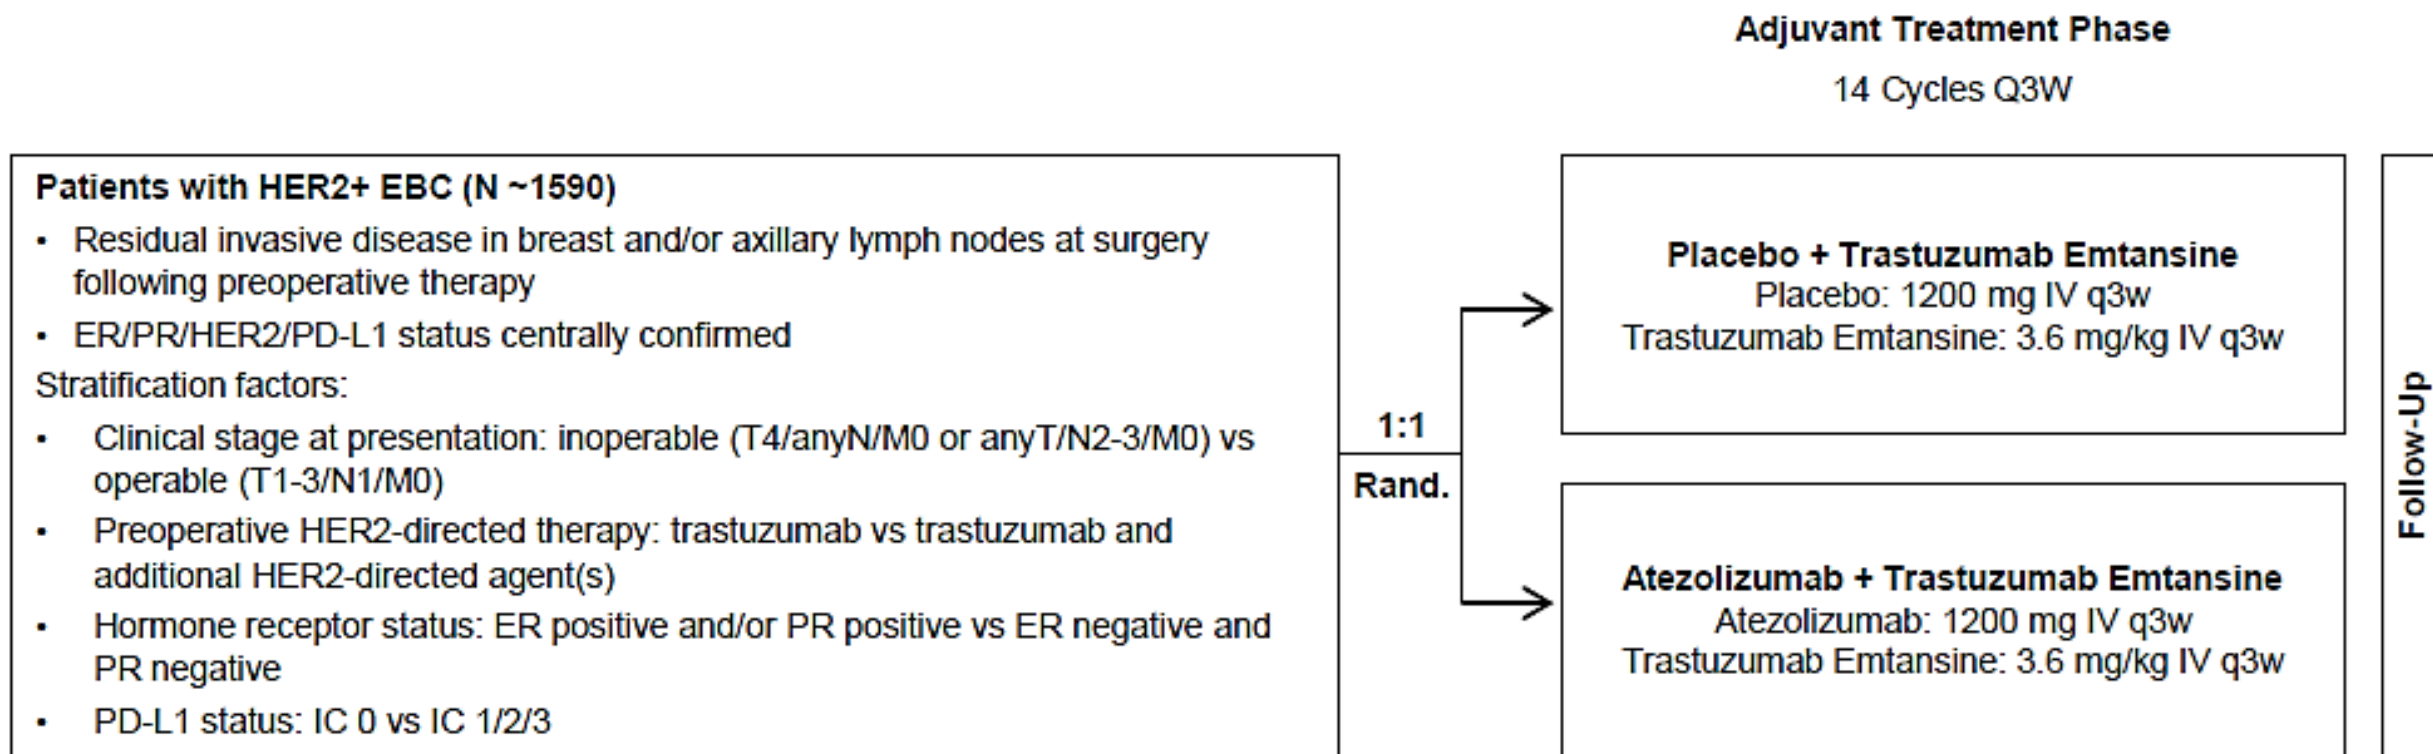 Adjuvant Treatment Phase
14 Cycles Q3W
Patients with HER2+ EBC (N ~1590)
• Residual invasive disease in breast and/or axillary lymph nodes at surgery
following preoperative therapy
• ER/PR/HER2/PD-L1 status centrally confirmed
Stratification factors:
• Clinical stage at presentation: inoperable (T4/anyN/M0 or anyT/N2-3/M0) vs
operable (T1-3/N1/M0)
• Preoperative HER2-directed therapy: trastuzumab vs trastuzumab and
additional HER2-directed agent(s)
• Hormone receptor status: ER positive and/or PR positive vs ER negative and
PR negative
• PD-L1 status: IC 0 vs IC 1/2/3
1:1
Rand.
Placebo + Trastuzumab Emtansine
Placebo: 1200 mg IV q3w
Trastuzumab Emtansine: 3.6 mg/kg IV q3w
Atezolizumab + Trastuzumab Emtansine
Atezolizumab: 1200 mg IV q3w
Trastuzumab Emtansine: 3.6 mg/kg IV q3w
Follow-Up